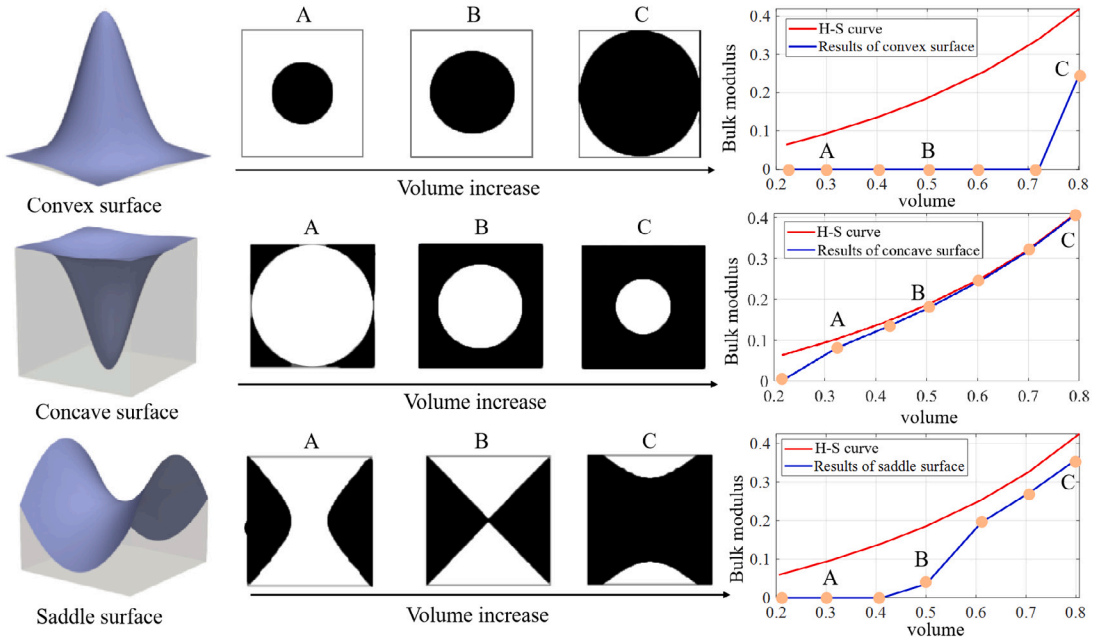 A B C
Volume increase
Convex surface
0.4
0.3
0.2
0.1
0
Bulk modulus
H-S curve
Results of convex surface
A B C
0.2 0.3 0.4 0.5 0.6 0.7 0.8
volume
A B C
Volume increase
Concave surface
0.4
0.3
0.2
0.1
0
Bulk modulus
H-S curve
Results of concave surface
A B C
0.2 0.3 0.4 0.5 0.6 0.7 0.8
volume
A B C
Volume increase
Saddle surface
0.4
0.3
0.2
0.1
0
Bulk modulus
H-S curve
Results of saddle surface
A B C
0.2 0.3 0.4 0.5 0.6 0.7 0.8
volume